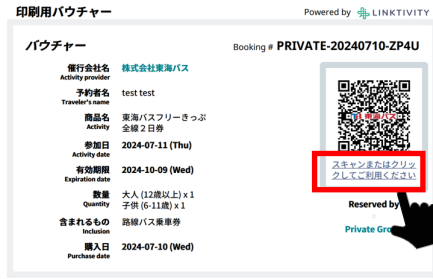 印刷用バウチャー
Powered by LINKTIVITY
バウチャー
Booking # PRIVATE-20240710-ZP4U
催行会社名 株式会社東海バス
Activity provider
予約者名 test test
Traveler's name
商品名 東海バスフリーきっぷ
Activity 全線２日券
参加日 2024-07-11 (Thu)
Activity date
有効期限 2024-10-09 (Wed)
Expiration date
数量 大人 (12歳以上) x 1
Quantity 子供 (6-11歳) x 1
含まれるもの 路線バス乗車券
Inclusion
購入日 2024-07-10 (Wed)
Purchase date
東海バス
スキャンまたはクリッ
クしてご利用ください
Reserved by
Private